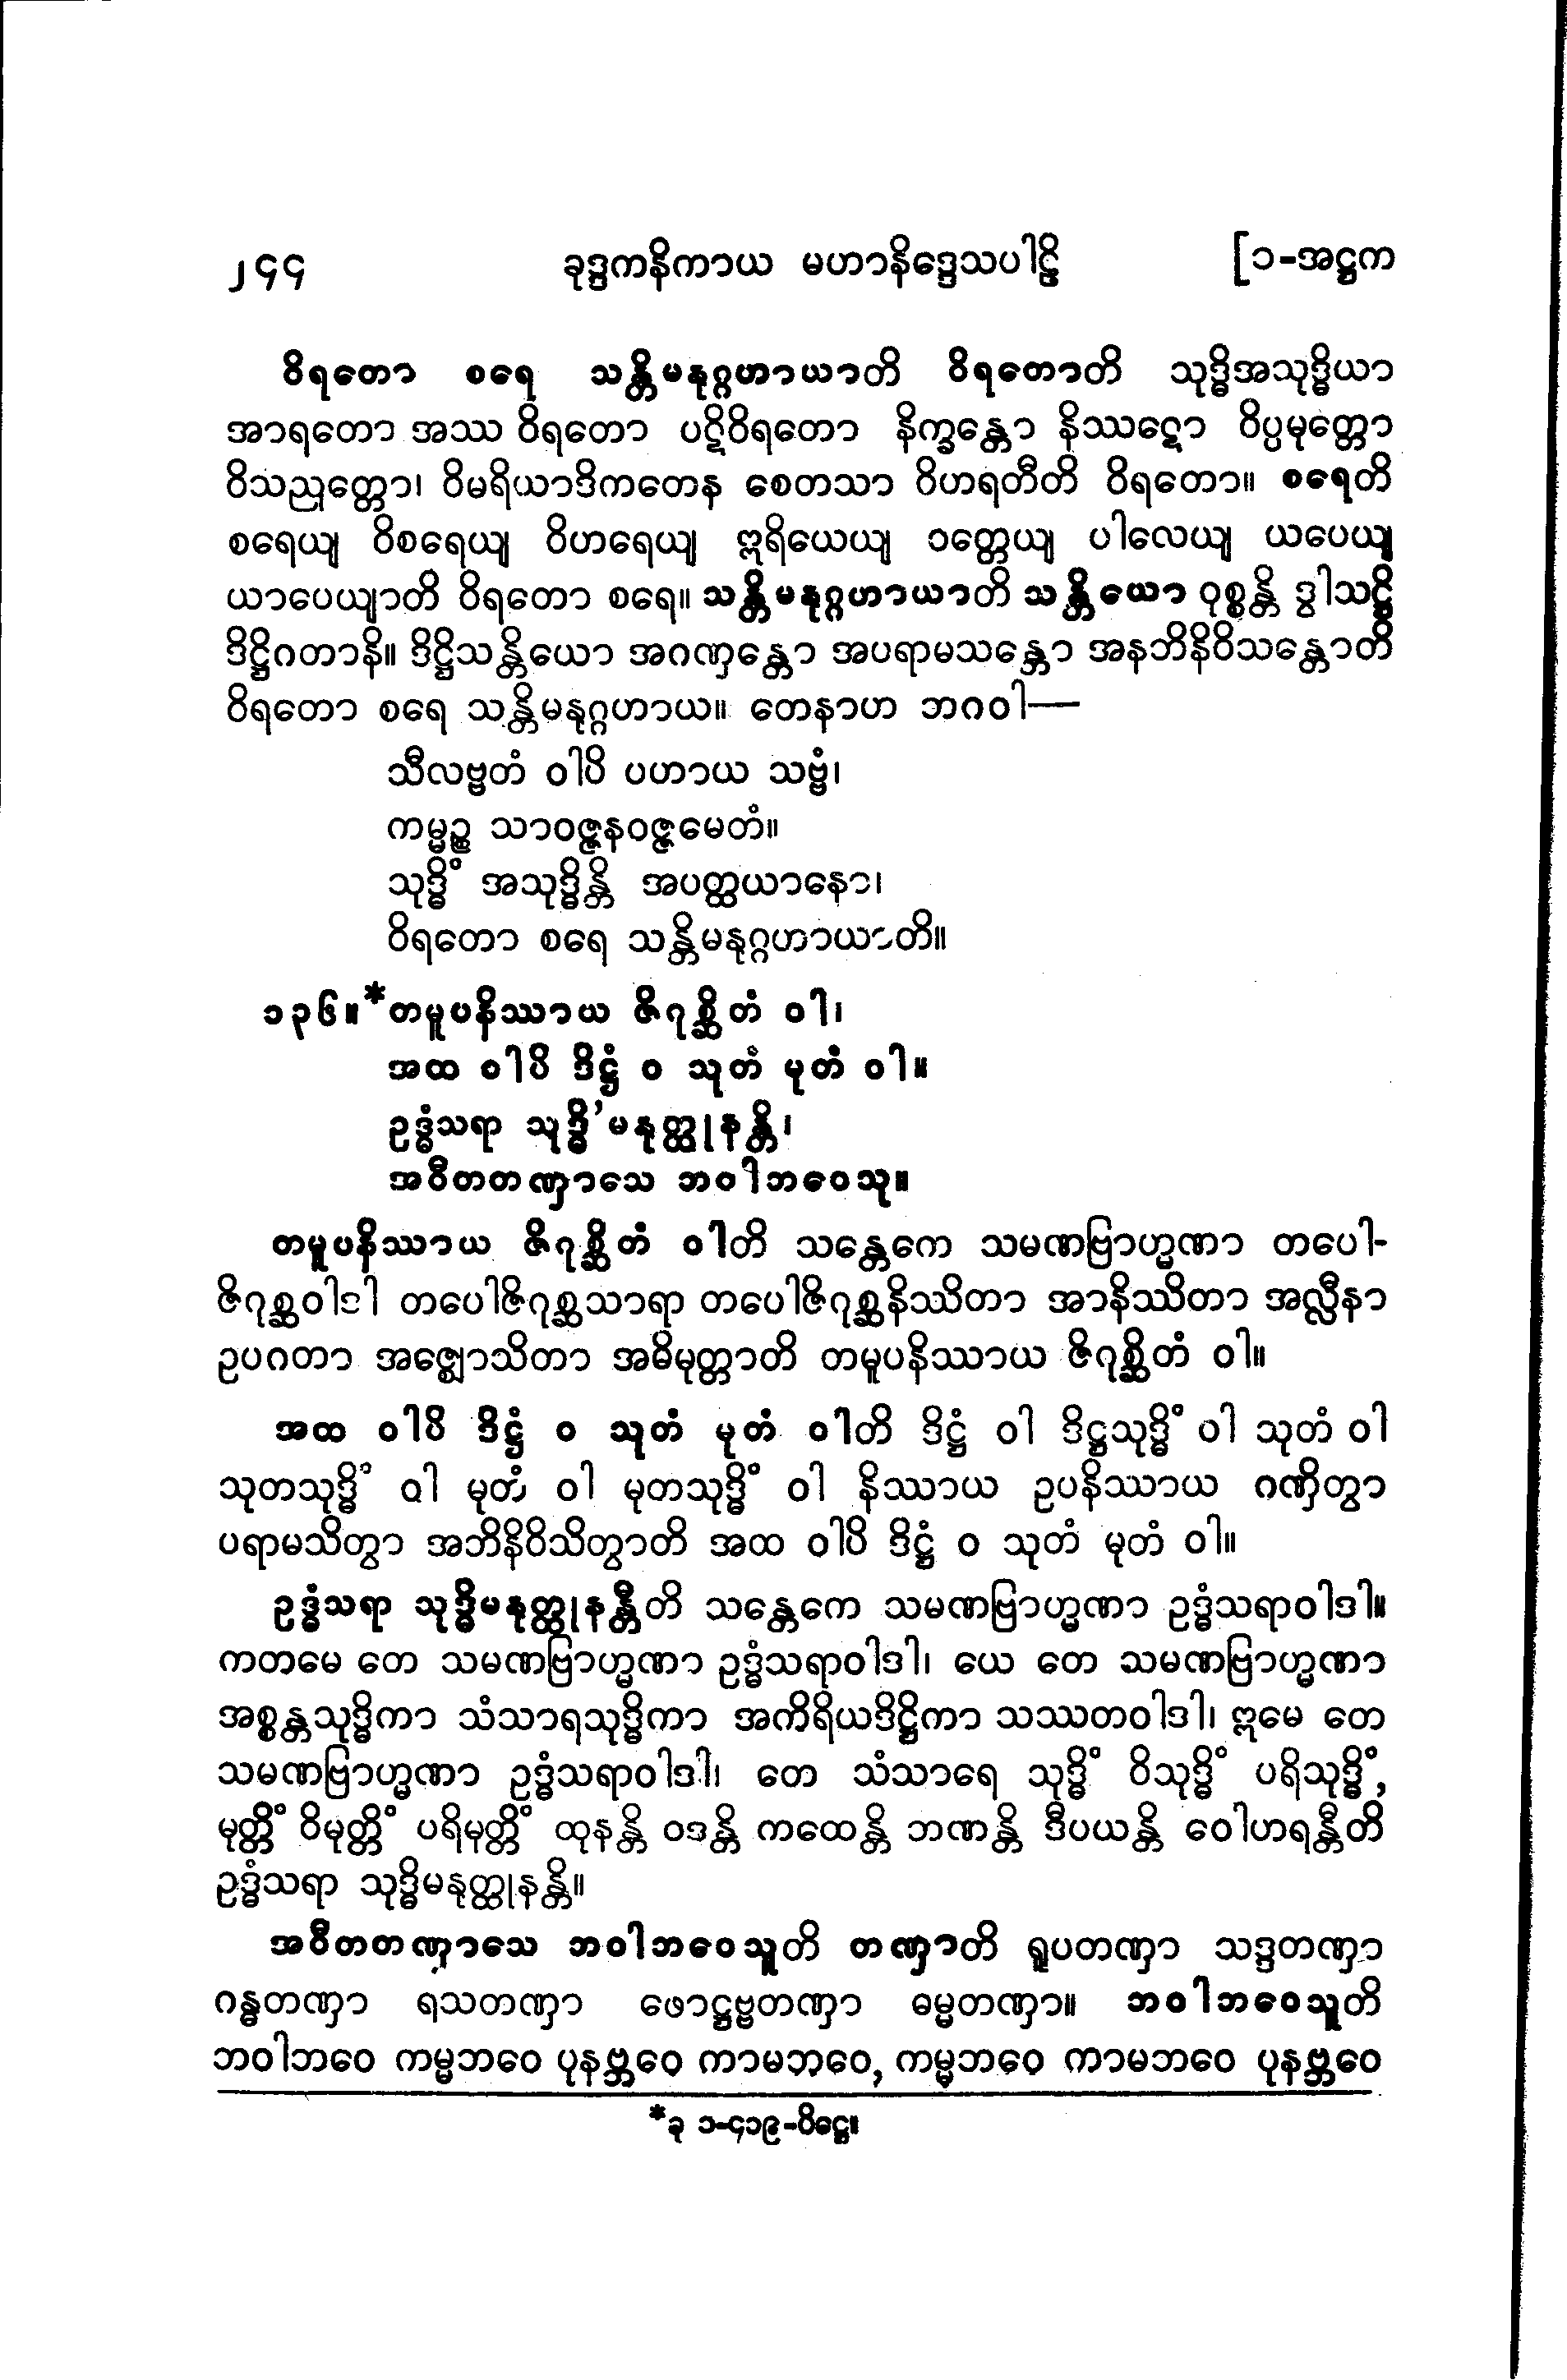 ၂၄၄ ခုဒ္ဒကနိကာယ မဟာနိဒ္ဒေသပါဠိ [၁-အဋ္ဌက
ဝိရတော စရေ သန္တိမနုဂ္ဂဟာယာတိ ဝိရတောတိ သုဒ္ဓိအသုဒ္ဓိယာ
အာရတော အဿ ဝိရတော ပဋိဝိရတော နိက္ခန္တော နိဿဋော ဝိပ္ပမုတ္တော
ဝိသညုတ္တော၊ ဝိမရိယာဒိကတေန စေတသာ ဝိဟရတီတိ ဝိရတော။ စရေတိ
စရေယျ ဝိစရေယျ ဝိဟရေယျ ဣရိယေယျ ဝတ္တေယျ ပါလေယျ ယပေယျ
ယာပေယျာတိ ဝိရတော စရေ။ သန္တိမနုဂ္ဂဟာယာတိ သန္တိယော ဝုစ္စန္တိ ဒွါသဋ္ဌိ
ဒိဋ္ဌိဂတာနိ။ ဒိဋ္ဌိသန္တိယော အဂဏှန္တော အပရာမသန္တော အနဘိနိဝိသန္တောတိ
ဝိရတော စရေ သန္တိမနုဂ္ဂဟာယ။ တေနာဟ ဘဂဝါ—
သီလဗ္ဗတံ ဝါပိ ပဟာယ သဗ္ဗံ၊
ကမ္မဉ္စ သာဝဇ္ဇနဝဇ္ဇမေတံ။
သုဒ္ဓိံ အသုဒ္ဓိန္တိ အပတ္ထယာနော၊
ဝိရတော စရေ သန္တိမနုဂ္ဂဟာယာတိ။
၁၃၆။ *တမူပနိဿာယ ဇိဂုစ္ဆိတံ ဝါ၊
အထ ဝါပိ ဒိဋ္ဌံ ဝ သုတံ မုတံ ဝါ။
ဥဒ္ဓံသရာ သုဒ္ဓိ’မနုတ္ထုနန္တိ၊
အဝီတတဏှာသေ ဘဝါဘဝေသု။
တမူပနိဿာယ ဇိဂုစ္ဆိတံ ဝါတိ သန္တေကေ သမဏဗြာဟ္မဏာ တပေါ-
ဇိဂုစ္ဆဝါဒါ တပေါဇိဂုစ္ဆသာရာ တပေါဇိဂုစ္ဆနိဿိတာ အာနိဿိတာ အလ္လီနာ
ဥပဂတာ အဇ္ဈောသိတာ အဓိမုတ္တာတိ တမူပနိဿာယ ဇိဂုစ္ဆိတံ ဝါ။
အထ ဝါပိ ဒိဋ္ဌံ ဝ သုတံ မုတံ ဝါတိ ဒိဋ္ဌံ ဝါ ဒိဋ္ဌသုဒ္ဓိံ ဝါ သုတံ ဝါ
သုတသုဒ္ဓိံ ဝါ မုတံ ဝါ မုတသုဒ္ဓိံ ဝါ နိဿာယ ဥပနိဿာယ ဂဏှိတွာ
ပရာမသိတွာ အဘိနိဝိသိတွာတိ အထ ဝါပိ ဒိဋ္ဌံ ဝ သုတံ မုတံ ဝါ။
ဥဒ္ဓံသရာ သုဒ္ဓိမနုတ္ထုနန္တီတိ သန္တေကေ သမဏဗြာဟ္မဏာ ဥဒ္ဓံသရာဝါဒါ။
ကတမေ တေ သမဏဗြာဟ္မဏာ ဥဒ္ဓံသရာဝါဒါ၊ ယေ တေ သမဏဗြာဟ္မဏာ
အစ္စန္တသုဒ္ဓိကာ သံသာရသုဒ္ဓိကာ အကိရိယဒိဋ္ဌိကာ သဿတဝါဒါ၊ ဣမေ တေ
သမဏဗြာဟ္မဏာ ဥဒ္ဓံသရာဝါဒါ၊ တေ သံသာရေ သုဒ္ဓိံ ဝိသုဒ္ဓိံ ပရိသုဒ္ဓိံ,
မုတ္တိံ ဝိမုတ္တိံ ပရိမုတ္တိံ ထုနန္တိ ဝဒန္တိ ကထေန္တိ ဘဏန္တိ ဒီပယန္တိ ဝေါဟရန္တီတိ
ဥဒ္ဓံသရာ သုဒ္ဓိမနုတ္ထုနန္တိ။
အဝီတတဏှာသေ ဘဝါဘဝေသူတိ တဏှာတိ ရူပတဏှာ သဒ္ဒတဏှာ
ဂန္ဓတဏှာ ရသတဏှာ ဖောဋ္ဌဗ္ဗတဏှာ ဓမ္မတဏှာ။ ဘဝါဘဝေသူတိ
ဘဝါဘဝေ ကမ္မဘဝေ ပုနဗ္ဘဝေ ကာမဘဝေ, ကမ္မဘဝေ ကာမဘဝေ ပုနဗ္ဘဝေ
*ခု ၁-၄၁၉-ပိဋ္ဌေ။